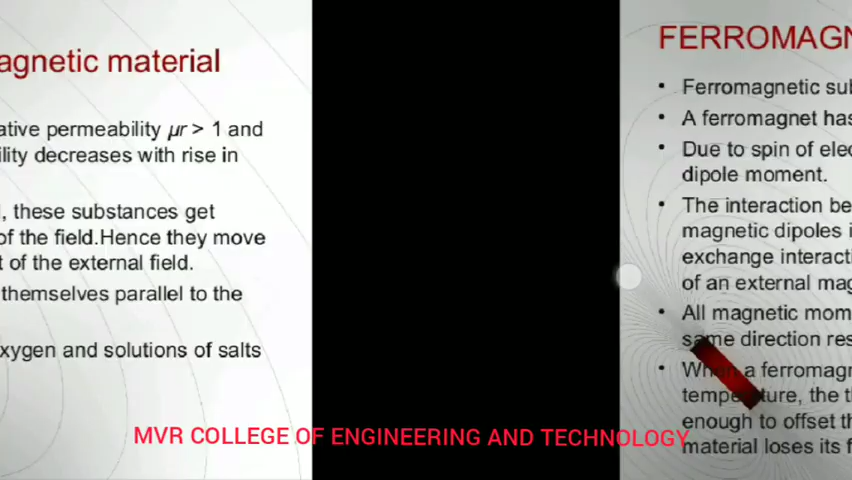 agnetic material
ative permeability μr > 1 and
ility decreases with rise in
, these substances get
of the field.Hence they move
t of the external field.
themselves parallel to the
xygen and solutions of salts
FERROMAGN
• Ferromagnetic sub
• A ferromagnet has
• Due to spin of elec
dipole moment.
• The interaction be
magnetic dipoles i
exchange interacti
of an external mag
• All magnetic mom
same direction res
• When a ferromagn
temperature, the t
enough to offset th
material loses its f
MVR COLLEGE OF ENGINEERING AND TECHNOLOGY